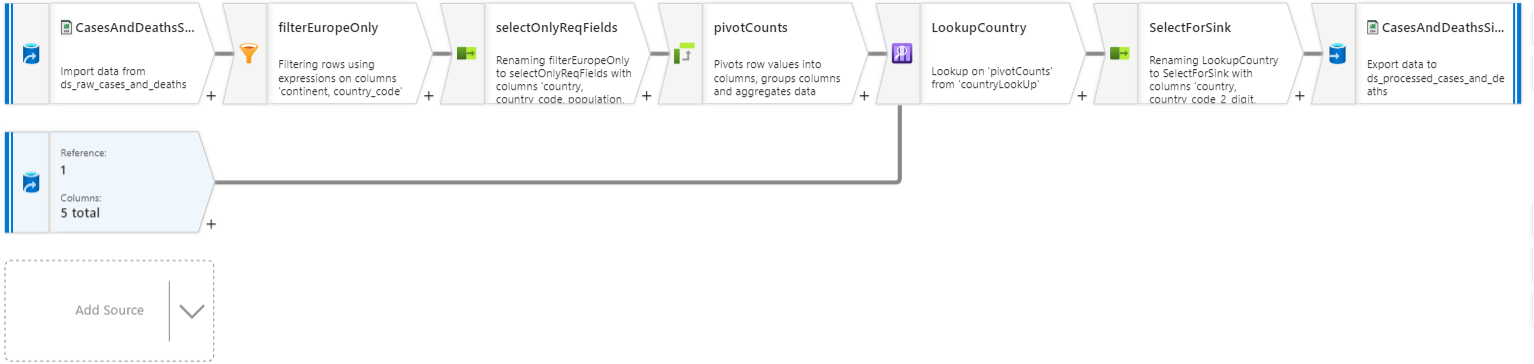 CasesAndDeathsS...
Import data from
ds_raw_cases_and_deaths
+
filterEuropeOnly
Filtering rows using
expressions on columns
'continent, country_code'
+
selectOnlyReqFields
Renaming filterEuropeOnly
to selectOnlyReqFields with
columns 'country,
country_code, population,
+
pivotCounts
Pivots row values into
columns, groups columns
and aggregates data
+
LookupCountry
Lookup on 'pivotCounts'
from 'countryLookUp'
+
SelectForSink
Renaming LookupCountry
to SelectForSink with
columns 'country,
country_code_2_digit,
+
CasesAndDeathsSi...
Export data to
ds_processed_cases_and_de
aths
Reference:
1
Columns:
5 total
+
Add Source